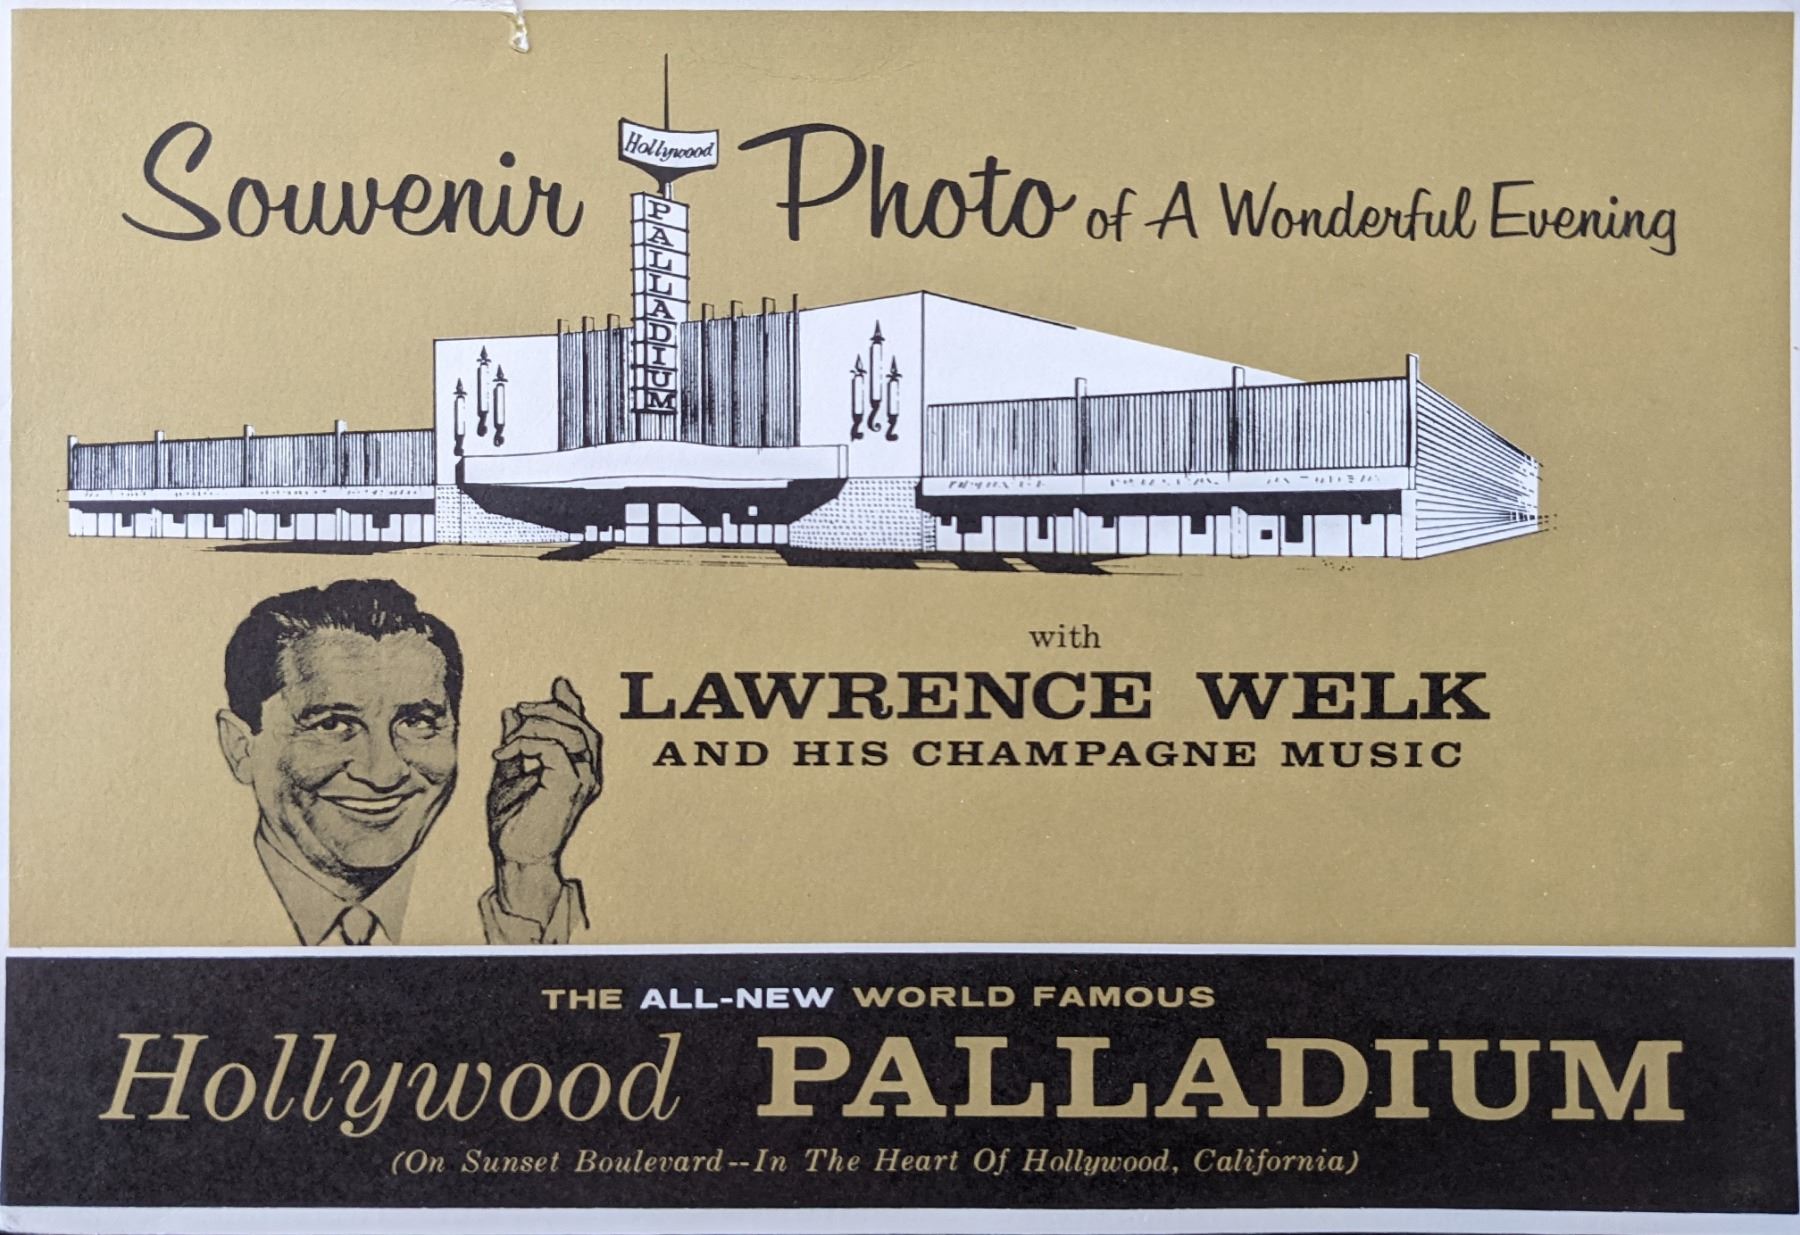 Souvenir Photo of A Wonderful Evening
Hollywood
PALLADIUM
with
LAWRENCE WELK
AND HIS CHAMPAGNE MUSIC
THE ALL-NEW WORLD FAMOUS
Hollywood PALLADIUM
(On Sunset Boulevard--In The Heart Of Hollywood, California)